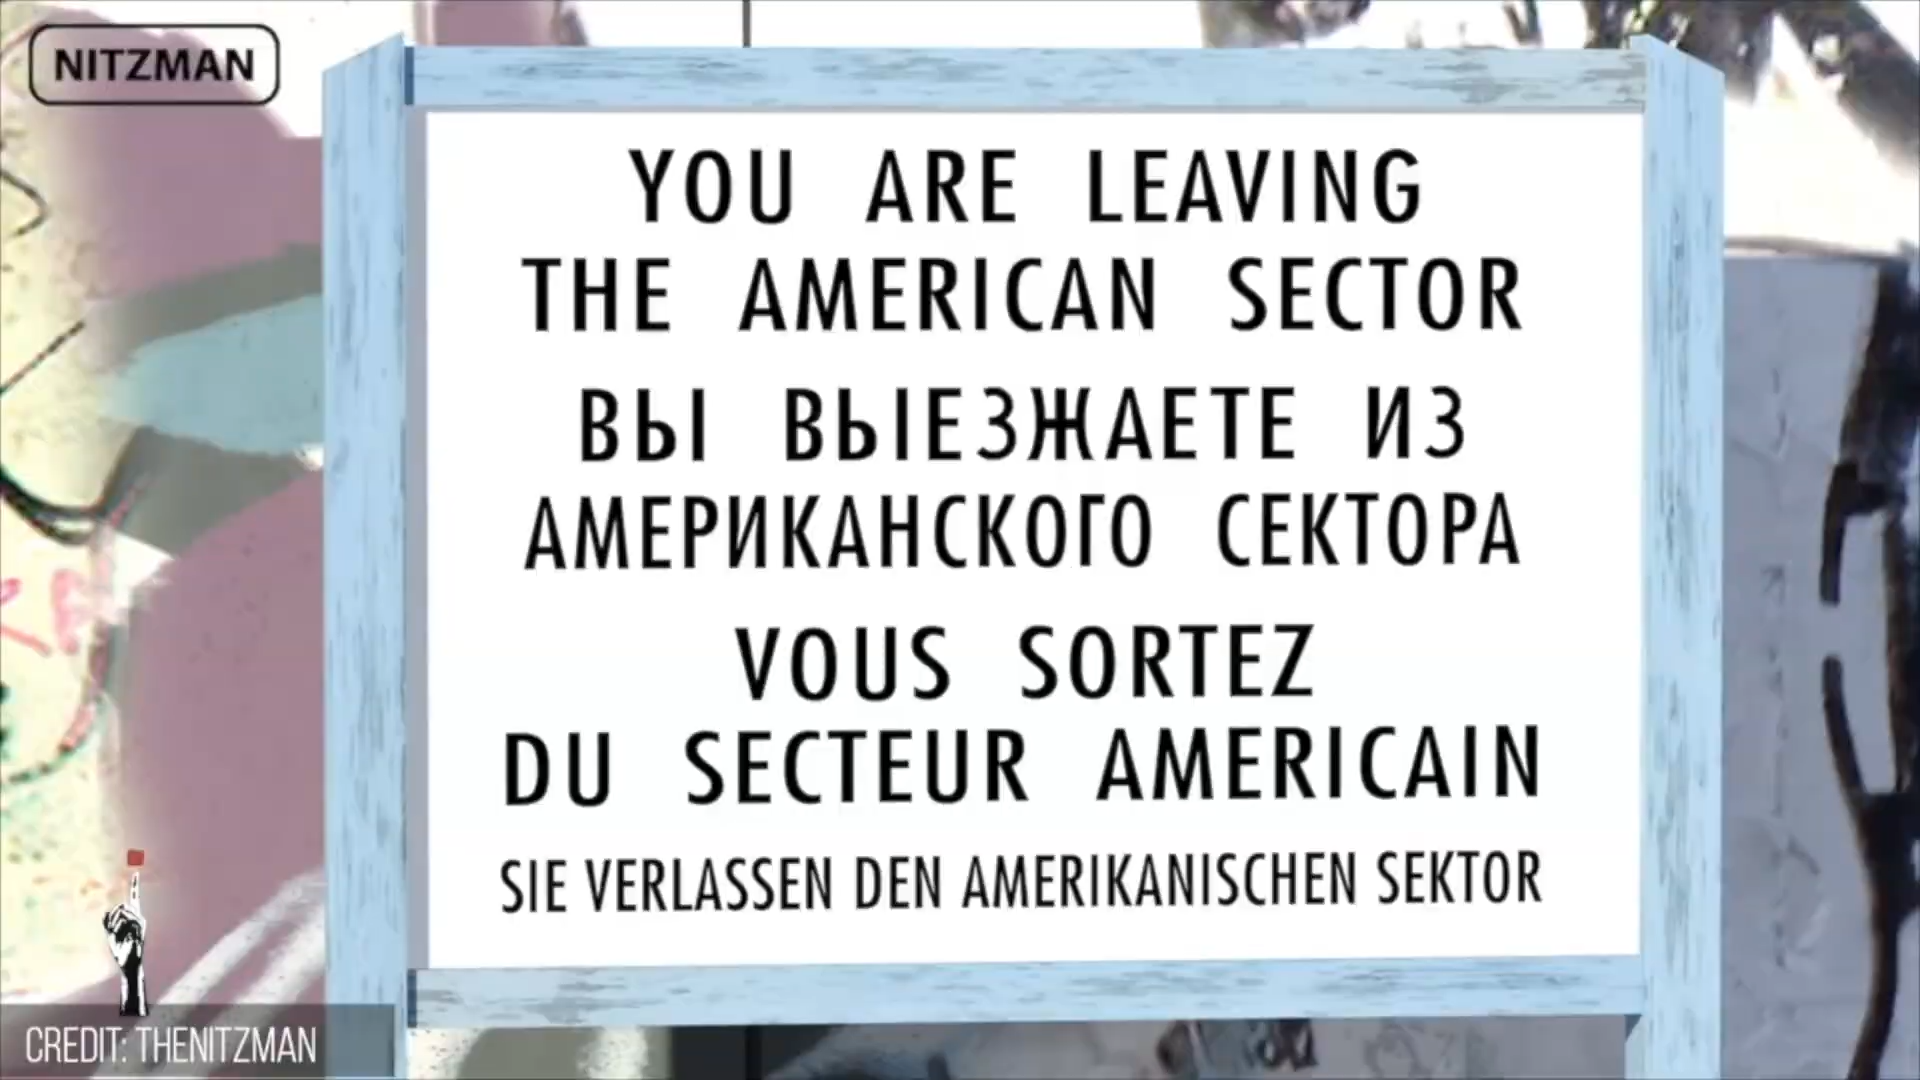 NITZMAN
YOU ARE LEAVING
THE AMERICAN SECTOR
ВЫ ВЫЕЗЖАЕТЕ ИЗ
АМЕРИКАНСКОГО СЕКТОРА
VOUS SORTEZ
DU SECTEUR AMERICAIN
SIE VERLASSEN DEN AMERIKANISCHEN SEKTOR
CREDIT: THENITZMAN